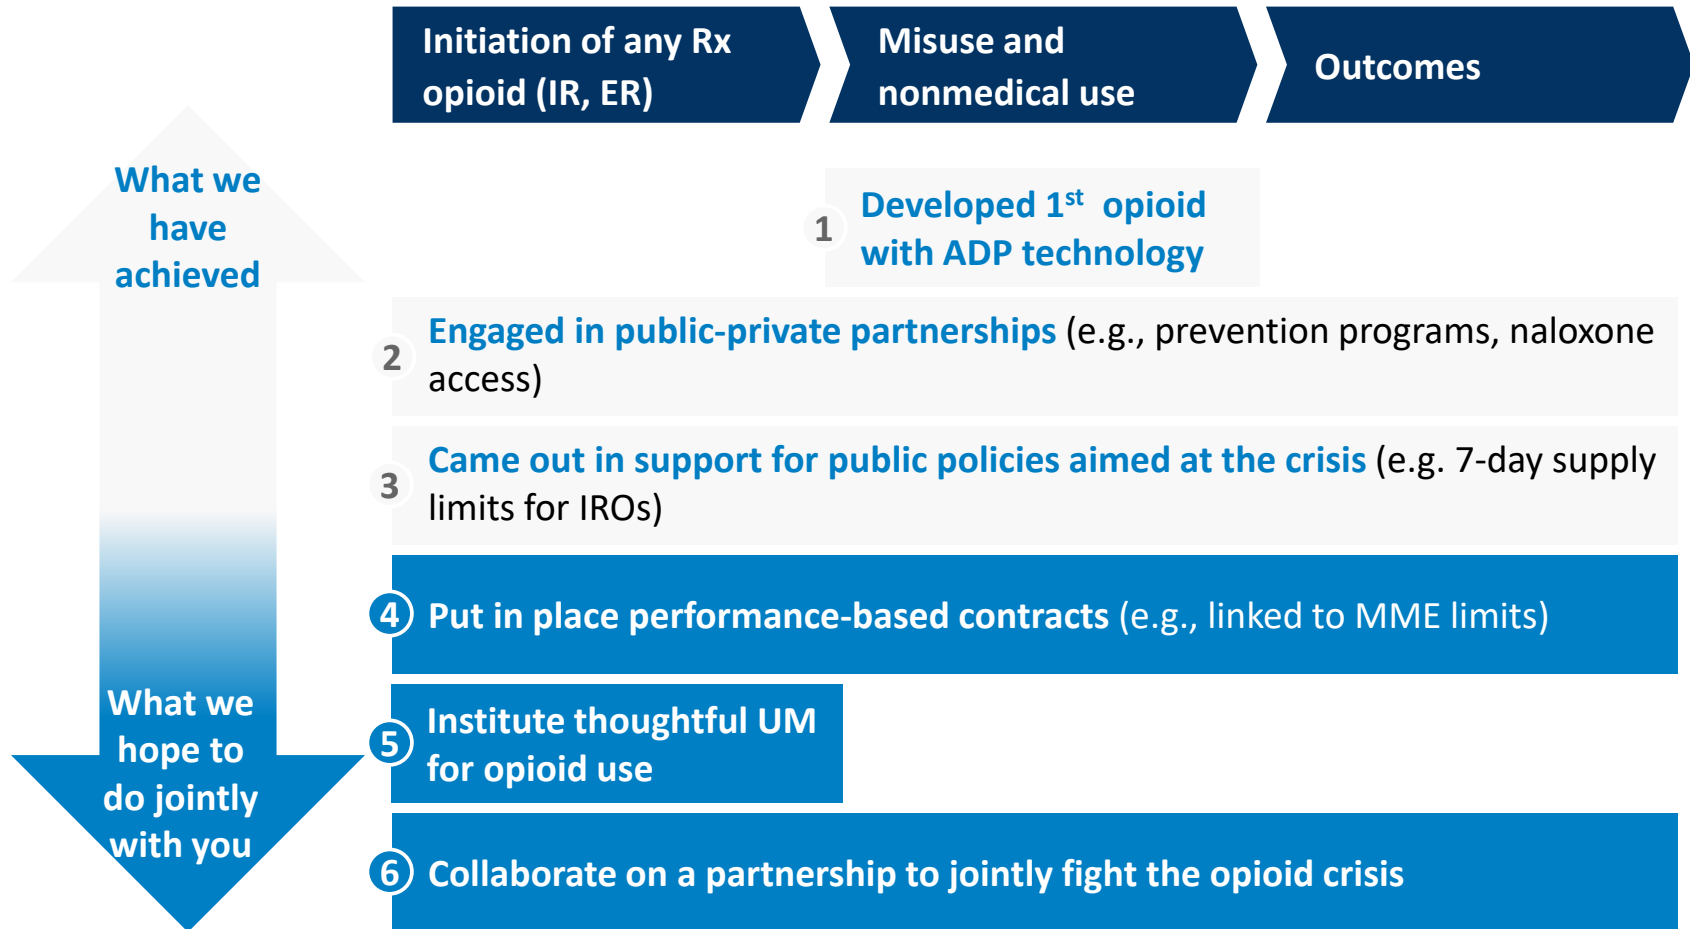 Initiation of any Rx
opioid (IR, ER)
Misuse and
nonmedical use
Outcomes
What we
have
achieved
1
Developed 1st opioid
with ADP technology
2
Engaged in public-private partnerships (e.g., prevention programs, naloxone
access)
3
Came out in support for public policies aimed at the crisis (e.g. 7-day supply
limits for IROs)
4
Put in place performance-based contracts (e.g., linked to MME limits)
What we
hope to
do jointly
with you
5
Institute thoughtful UM
for opioid use
6
Collaborate on a partnership to jointly fight the opioid crisis